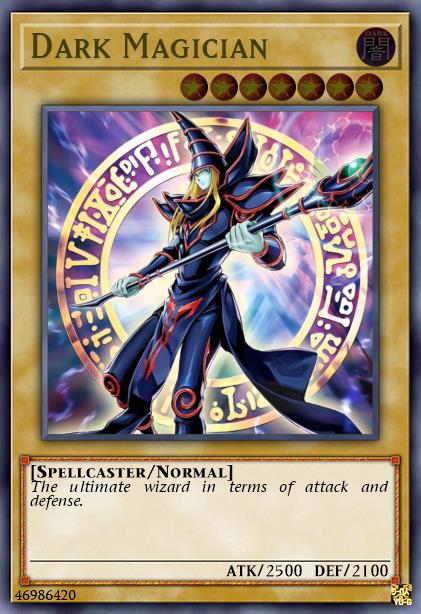 DARK MAGICIAN
DARK
闇
[SPELLCASTER/NORMAL]
The ultimate wizard in terms of attack and
defense.
ATK/2500 DEF/2100
46986420